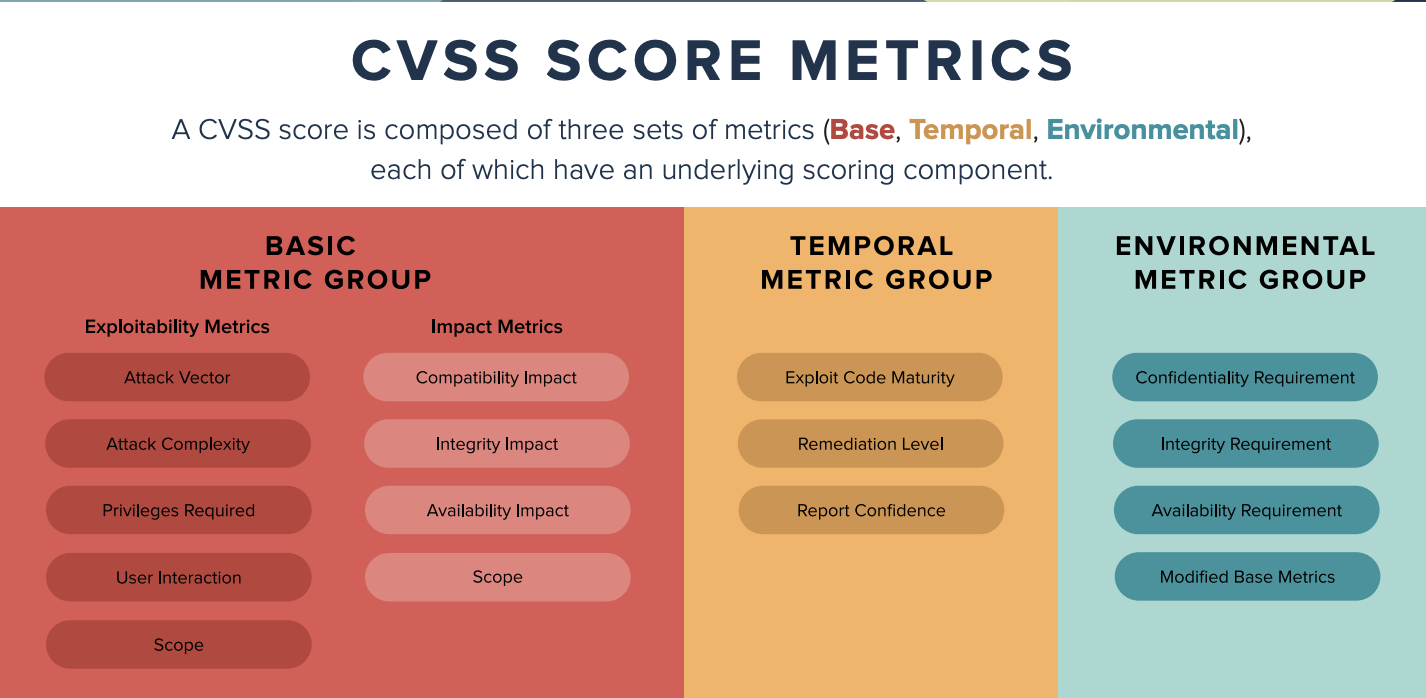 CVSS SCORE METRICS
A CVSS score is composed of three sets of metrics (Base, Temporal, Environmental),
each of which have an underlying scoring component.
BASIC
METRIC GROUP
Exploitability Metrics
Attack Vector
Attack Complexity
Privileges Required
User Interaction
Scope
Impact Metrics
Compatibility Impact
Integrity Impact
Availability Impact
Scope
TEMPORAL
METRIC GROUP
Exploit Code Maturity
Remediation Level
Report Confidence
ENVIRONMENTAL
METRIC GROUP
Confidentiality Requirement
Integrity Requirement
Availability Requirement
Modified Base Metrics